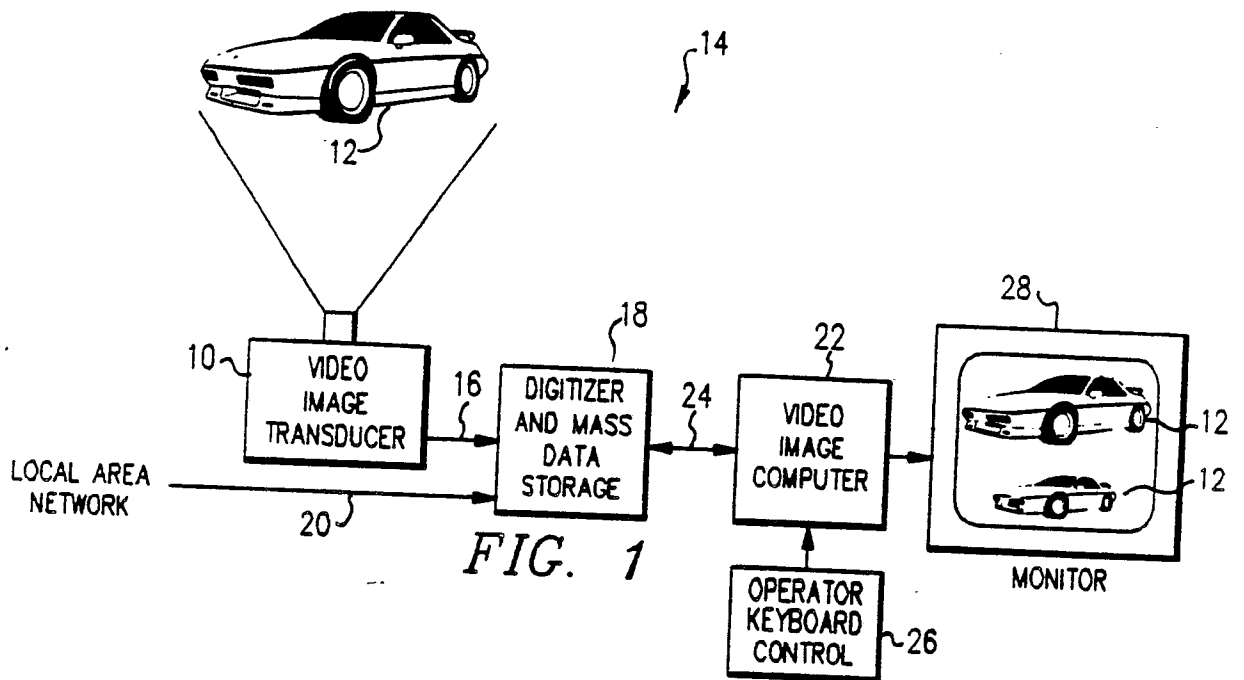 14
12
28
18
22
10
VIDEO
IMAGE
TRANSDUCER
16
DIGITIZER
AND MASS
DATA
STORAGE
24
VIDEO
IMAGE
COMPUTER
12
12
LOCAL AREA
NETWORK
20
FIG. 1
MONITOR
OPERATOR
KEYBOARD
CONTROL
26